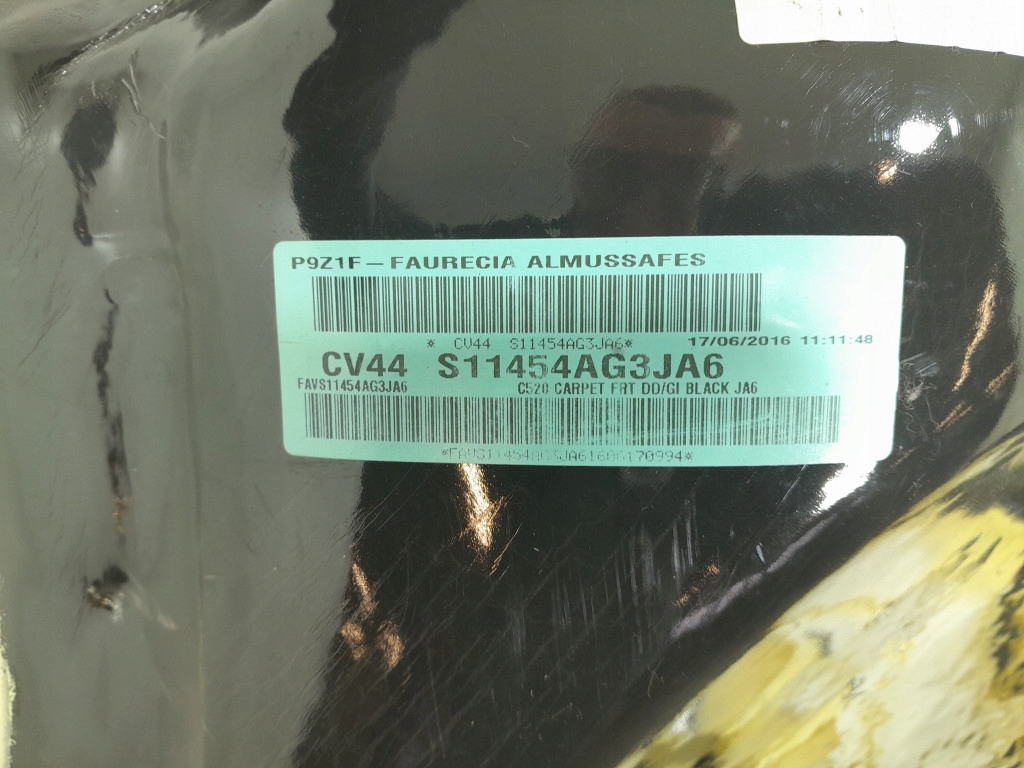 P9Z1F — FAURECIA ALMUSSAFES
* CV44 S11454AG3JA6*
17/06/2016 11:11:48
CV44 S11454AG3JA6
FAVS11454AG3JA6
C520 CARPET FRT DD/GI BLACK JA6
*FAVS11454AG3JA61686170994*